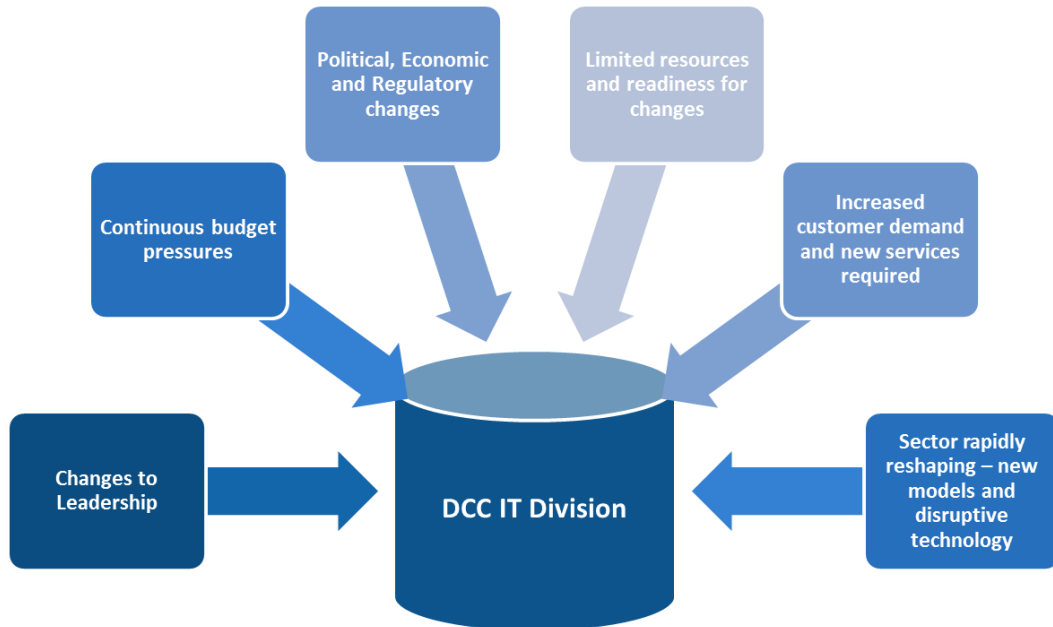 Political, Economic
and Regulatory
changes
Limited resources
and readiness for
changes
Continuous budget
pressures
Increased
customer demand
and new services
required
Changes to
Leadership
DCC IT Division
Sector rapidly
reshaping – new
models and
disruptive
technology